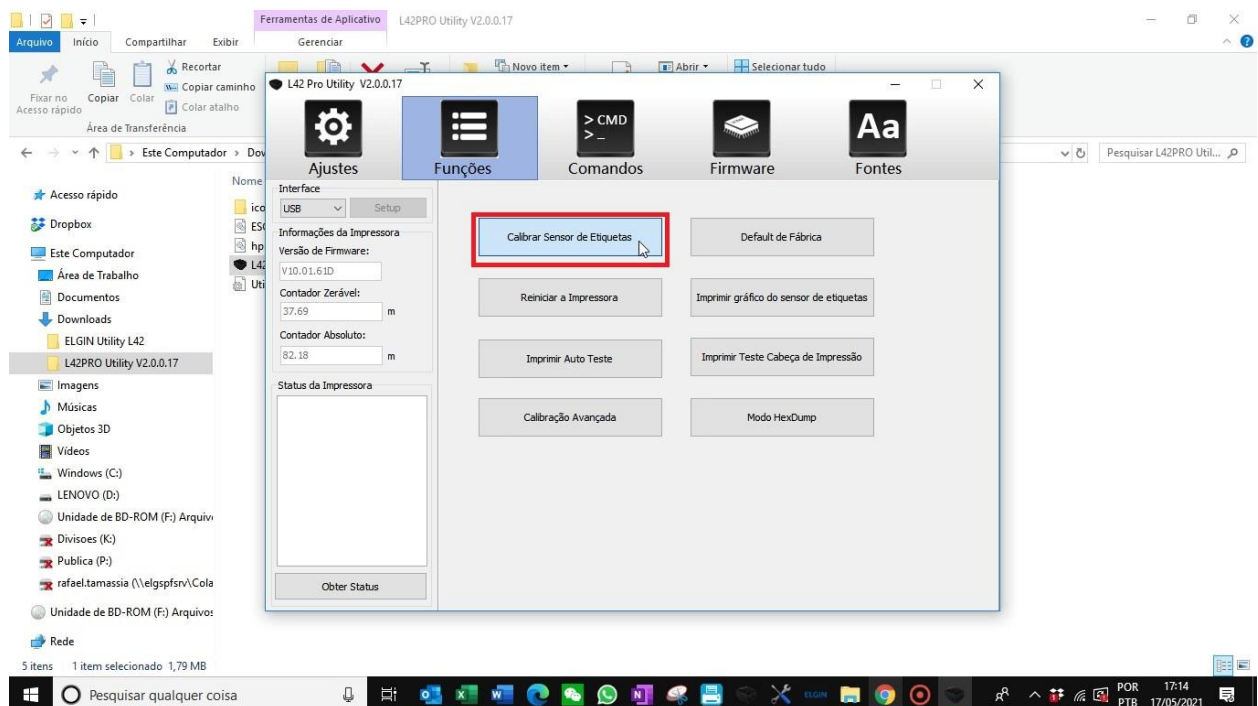 Ferramentas de Aplicativo
L42PRO Utility V2.0.0.17
Arquivo
Início
Compartilhar
Exibir
Gerenciar
Fixar no
Acesso rápido
Copiar
Colar
Recortar
Copiar caminho
Colar atalho
Área de Transferência
Novo item
Abrir
Selecionar tudo
Este Computador
Dov
Pesquisar L42PRO Util...
Nome
Acesso rápido
Dropbox
Este Computador
Área de Trabalho
Documentos
Downloads
ELGIN Utility L42
L42PRO Utility V2.0.0.17
Imagens
Músicas
Objetos 3D
Vídeos
Windows (C:)
LENOVO (D:)
Unidade de BD-ROM (F:) Arquiv
Divisoes (K:)
Publica (P:)
rafael.tamassia (\\elgspfsrv\Cola
Unidade de BD-ROM (F:) Arquivos
Rede
ico
ESC
hp
L42
Uti
L42 Pro Utility V2.0.0.17
> CMD
>_
Aa
Ajustes
Funções
Comandos
Firmware
Fontes
Interface
USB
Setup
Informações da Impressora
Versão de Firmware:
V10.01.61D
Contador Zerável:
37.69 m
Contador Absoluto:
82.18 m
Status da Impressora
Obter Status
Calibrar Sensor de Etiquetas
Default de Fábrica
Reiniciar a Impressora
Imprimir gráfico do sensor de etiquetas
Imprimir Auto Teste
Imprimir Teste Cabeça de Impressão
Calibração Avançada
Modo HexDump
5 itens
1 item selecionado 1,79 MB
Pesquisar qualquer coisa
ELGIN
POR
PTB
17:14
17/05/2021